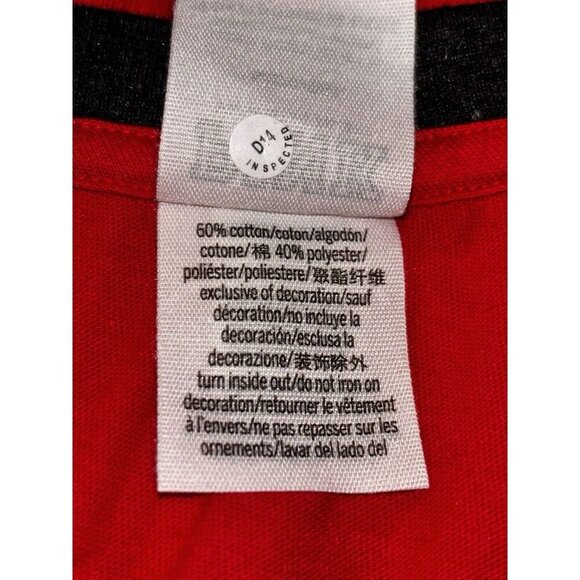 D14
INSPECTED
60% cotton/coton/algodón/
cotone/棉 40% polyester/
poliéster/poliestere/聚酯纤维
exclusive of decoration/sauf
décoration/no incluye la
decoración/esclusa la
decorazione/装饰除外
turn inside out/do not iron on
decoration/retourner le vêtement
à l'envers/ne pas repasser sur les
ornements/lavar del lado del